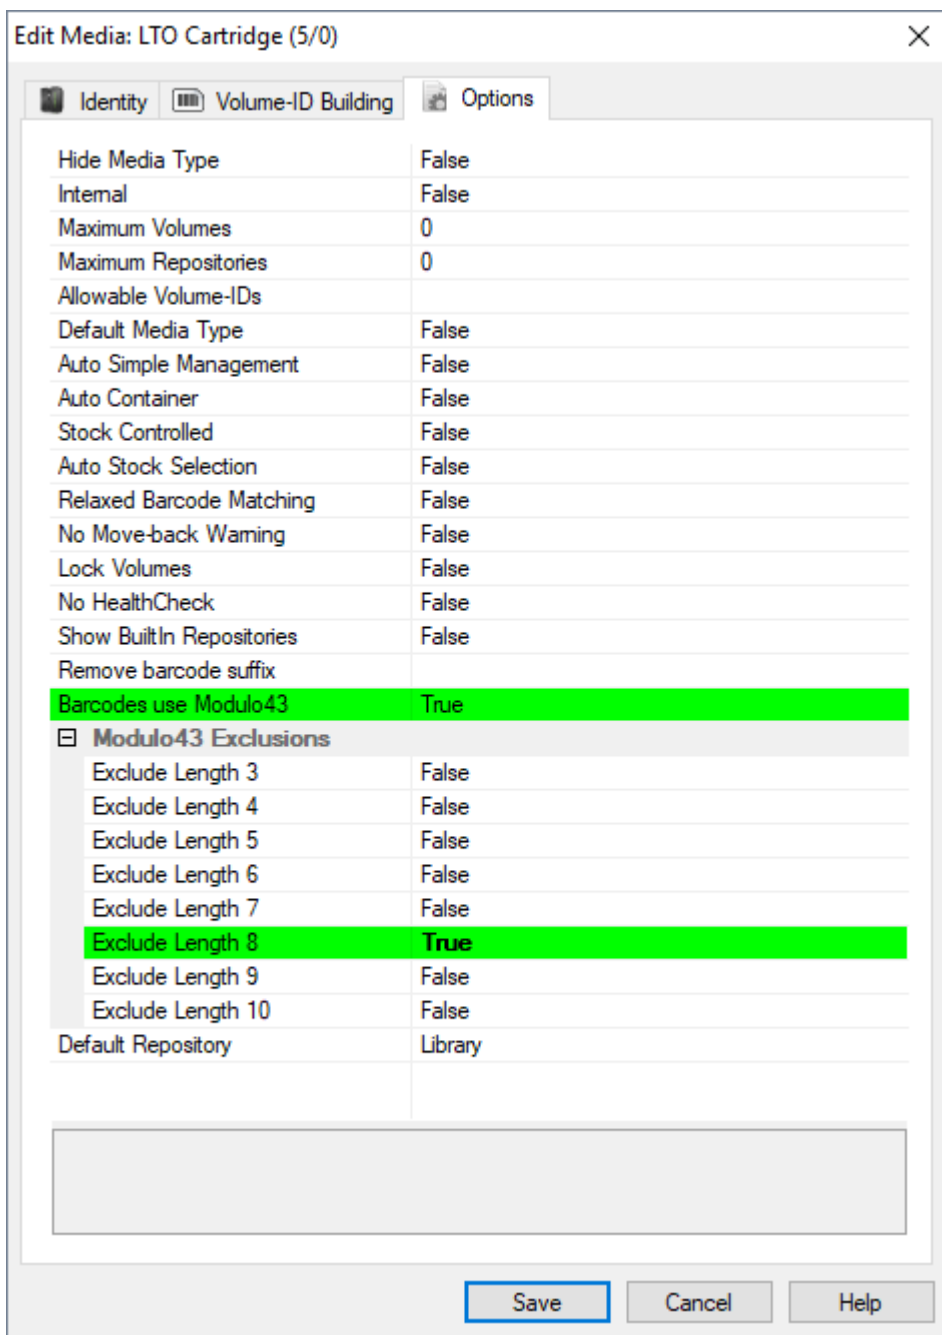 Edit Media: LTO Cartridge (5/0)
Identity Volume-ID Building Options
Hide Media Type False
Internal False
Maximum Volumes 0
Maximum Repositories 0
Allowable Volume-IDs
Default Media Type False
Auto Simple Management False
Auto Container False
Stock Controlled False
Auto Stock Selection False
Relaxed Barcode Matching False
No Move-back Warning False
Lock Volumes False
No HealthCheck False
Show BuiltIn Repositories False
Remove barcode suffix
Barcodes use Modulo43 True
Modulo43 Exclusions
Exclude Length 3 False
Exclude Length 4 False
Exclude Length 5 False
Exclude Length 6 False
Exclude Length 7 False
Exclude Length 8 True
Exclude Length 9 False
Exclude Length 10 False
Default Repository Library
Save Cancel Help